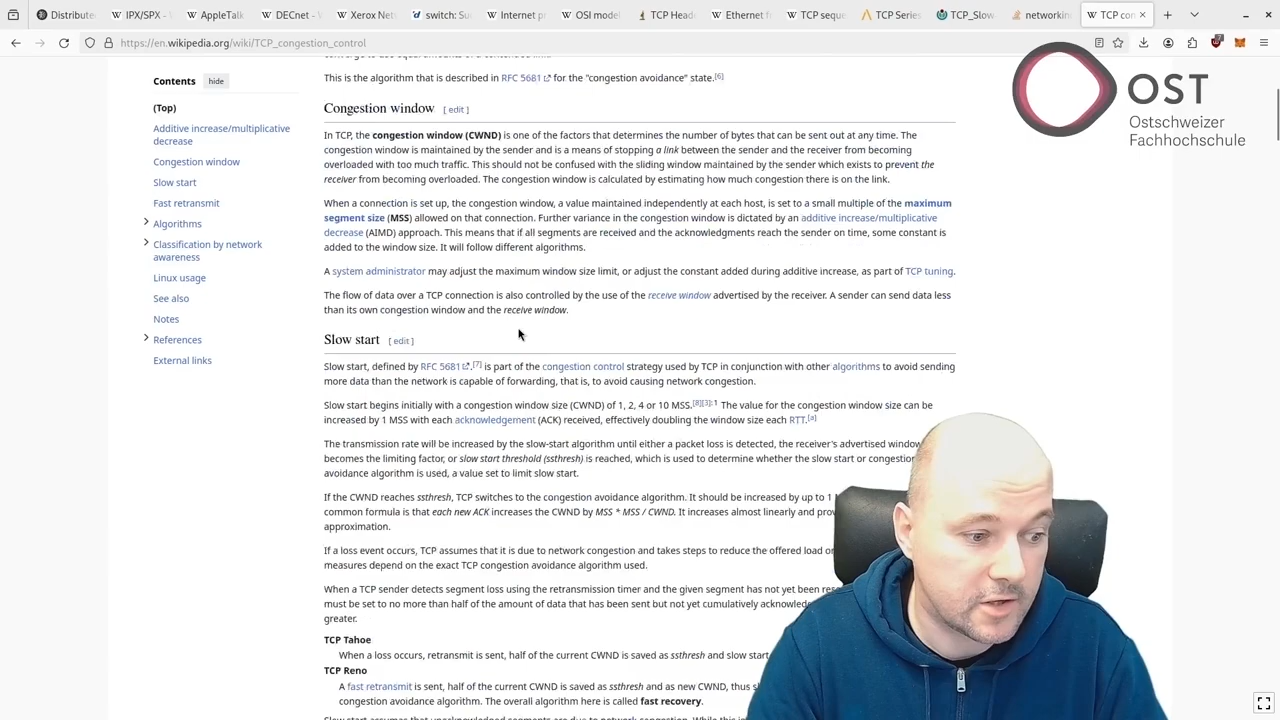 Distribute
IPX/SPX - W
AppleTalk
DECnet - W
Xerox Net
switch: Su
Internet p
OSI model
TCP Head
Ethernet f
TCP seque
TCP Series
TCP_Slow
networkin
TCP con
https://en.wikipedia.org/wiki/TCP_congestion_control
OST
Ostschweizer
Fachhochschule
Contents
hide
(Top)
Additive increase/multiplicative
decrease
Congestion window
Slow start
Fast retransmit
Algorithms
Classification by network
awareness
Linux usage
See also
Notes
References
External links
This is the algorithm that is described in RFC 5681 for the "congestion avoidance" state.[6]
Congestion window [ edit ]
In TCP, the congestion window (CWND) is one of the factors that determines the number of bytes that can be sent out at any time. The
congestion window is maintained by the sender and is a means of stopping a link between the sender and the receiver from becoming
overloaded with too much traffic. This should not be confused with the sliding window maintained by the sender which exists to prevent the
receiver from becoming overloaded. The congestion window is calculated by estimating how much congestion there is on the link.
When a connection is set up, the congestion window, a value maintained independently at each host, is set to a small multiple of the maximum
segment size (MSS) allowed on that connection. Further variance in the congestion window is dictated by an additive increase/multiplicative
decrease (AIMD) approach. This means that if all segments are received and the acknowledgments reach the sender on time, some constant is
added to the window size. It will follow different algorithms.
A system administrator may adjust the maximum window size limit, or adjust the constant added during additive increase, as part of TCP tuning.
The flow of data over a TCP connection is also controlled by the use of the receive window advertised by the receiver. A sender can send data less
than its own congestion window and the receive window.
Slow start [ edit ]
Slow start, defined by RFC 5681.[7] is part of the congestion control strategy used by TCP in conjunction with other algorithms to avoid sending
more data than the network is capable of forwarding, that is, to avoid causing network congestion.
Slow start begins initially with a congestion window size (CWND) of 1, 2, 4 or 10 MSS.[8][3]: 1 The value for the congestion window size can be
increased by 1 MSS with each acknowledgement (ACK) received, effectively doubling the window size each RTT.[a]
The transmission rate will be increased by the slow-start algorithm until either a packet loss is detected, the receiver's advertised window
becomes the limiting factor, or slow start threshold (ssthresh) is reached, which is used to determine whether the slow start or congestion
avoidance algorithm is used, a value set to limit slow start.
If the CWND reaches ssthresh, TCP switches to the congestion avoidance algorithm. It should be increased by up to 1
common formula is that each new ACK increases the CWND by MSS * MSS / CWND. It increases almost linearly and
approximation.
If a loss event occurs, TCP assumes that it is due to network congestion and takes steps to reduce the offered load
measures depend on the exact TCP congestion avoidance algorithm used.
When a TCP sender detects segment loss using the retransmission timer and the given segment has not yet been
must be set to no more than half of the amount of data that has been sent but not yet cumulatively
greater.
TCP Tahoe
When a loss occurs, retransmit is sent, half of the current CWND is saved as ssthresh and slow start
TCP Reno
A fast retransmit is sent, half of the current CWND is saved as ssthresh and as new CWND, thus
congestion avoidance algorithm. The overall algorithm here is called fast recovery.